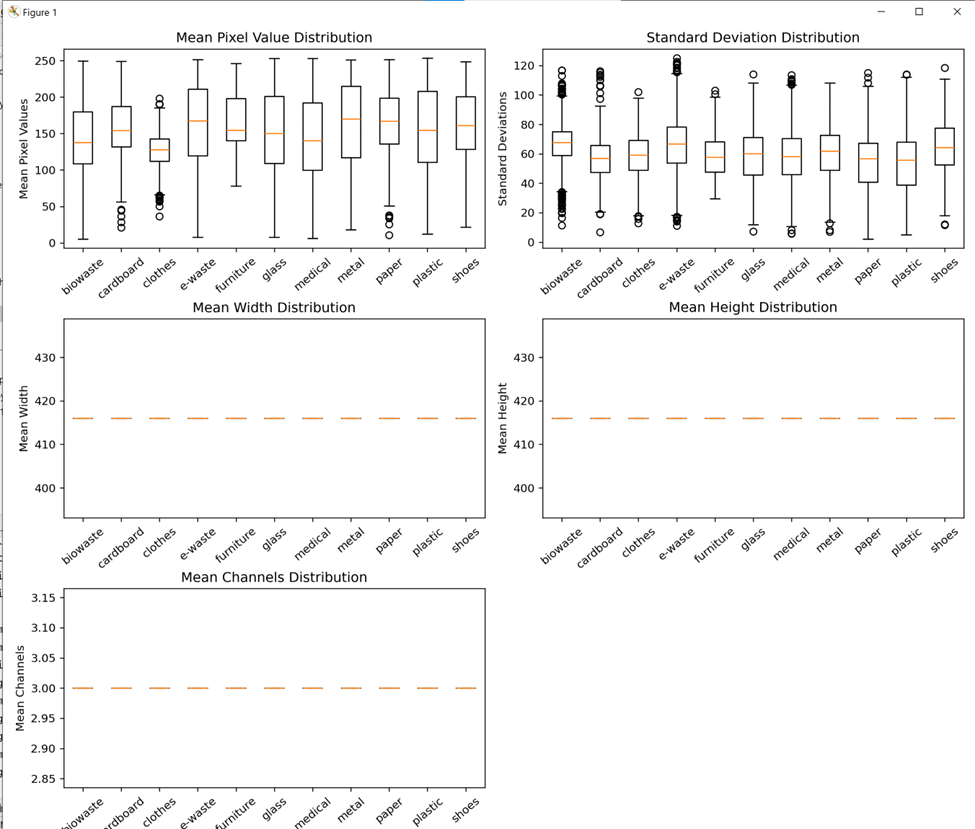 Figure 1
Mean Pixel Value Distribution
Mean Pixel Values
250
200
150
100
50
0
biowaste
cardboard
clothes
e-waste
furniture
glass
medical
metal
paper
plastic
shoes
Standard Deviation Distribution
Standard Deviations
120
100
80
60
40
20
0
biowaste
cardboard
clothes
e-waste
furniture
glass
medical
metal
paper
plastic
shoes
Mean Width Distribution
Mean Width
430
420
410
400
biowaste
cardboard
clothes
e-waste
furniture
glass
medical
metal
paper
plastic
shoes
Mean Height Distribution
Mean Height
430
420
410
400
biowaste
cardboard
clothes
e-waste
furniture
glass
medical
metal
paper
plastic
shoes
Mean Channels Distribution
Mean Channels
3.15
3.10
3.05
3.00
2.95
2.90
2.85
iowaste
rdboard
clothes
e-waste
furniture
glass
medical
metal
paper
plastic
shoes